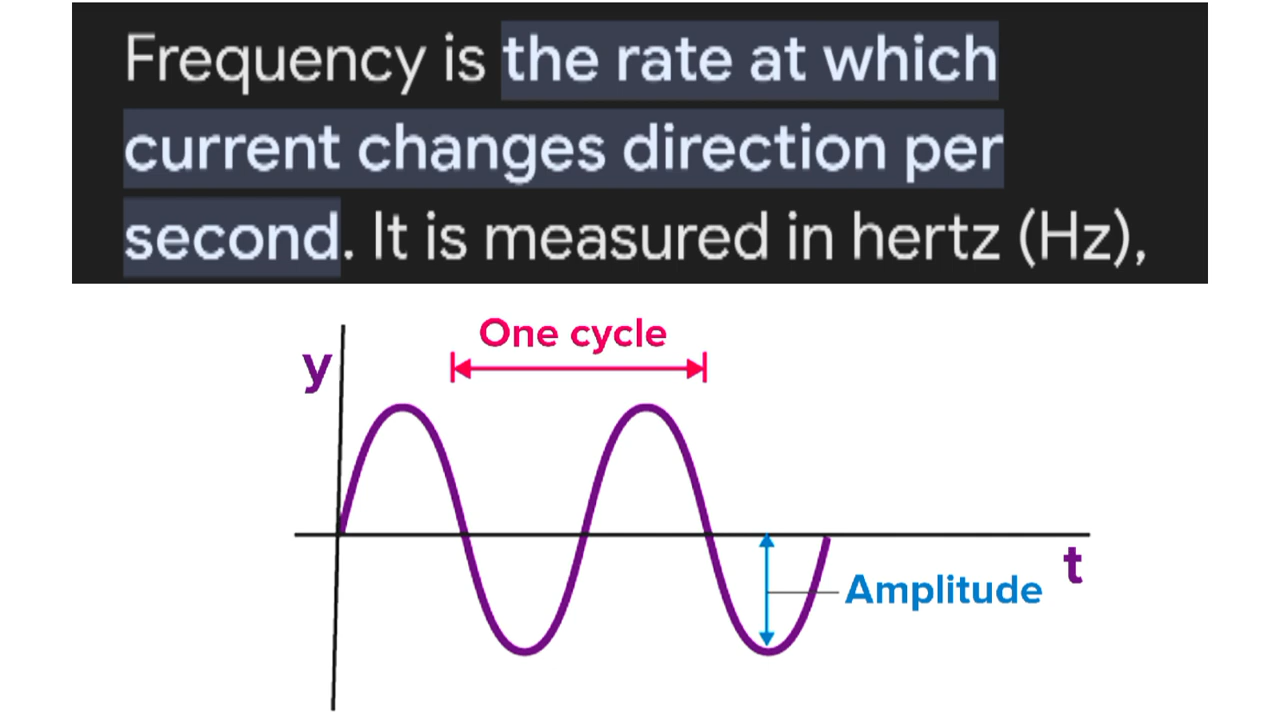 Frequency is the rate at which
current changes direction per
second. It is measured in hertz (Hz),
One cycle
y
t
Amplitude